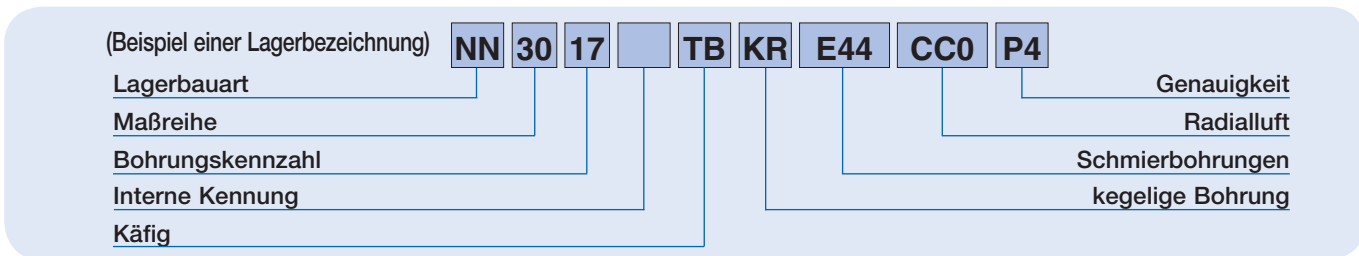 (Beispiel einer Lagerbezeichnung) NN 30 17 TB KR E44 CC0 P4
Lagerbauart Genauigkeit
Maßreihe Radialluft
Bohrungskennzahl Schmierbohrungen
Interne Kennung kegelige Bohrung
Käfig